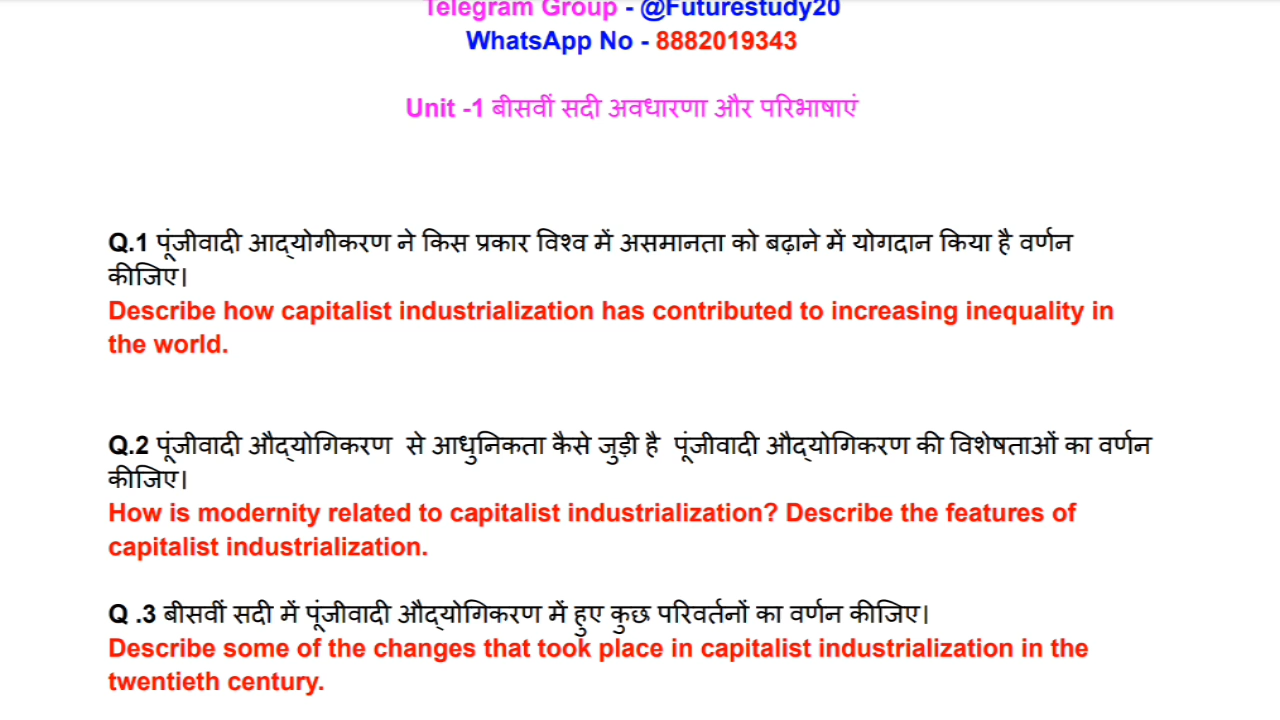 Telegram Group - @Futurestudy20
WhatsApp No - 8882019343
Unit -1 बीसवीं सदी अवधारणा और परिभाषाएं
Q.1 पूंजीवादी आद्योगीकरण ने किस प्रकार विश्व में असमानता को बढ़ाने में योगदान किया है वर्णन
कीजिए।
Describe how capitalist industrialization has contributed to increasing inequality in
the world.
Q.2 पूंजीवादी औद्योगिकरण से आधुनिकता कैसे जुड़ी है पूंजीवादी औद्योगिकरण की विशेषताओं का वर्णन
कीजिए।
How is modernity related to capitalist industrialization? Describe the features of
capitalist industrialization.
Q .3 बीसवीं सदी में पूंजीवादी औद्योगिकरण में हुए कुछ परिवर्तनों का वर्णन कीजिए।
Describe some of the changes that took place in capitalist industrialization in the
twentieth century.